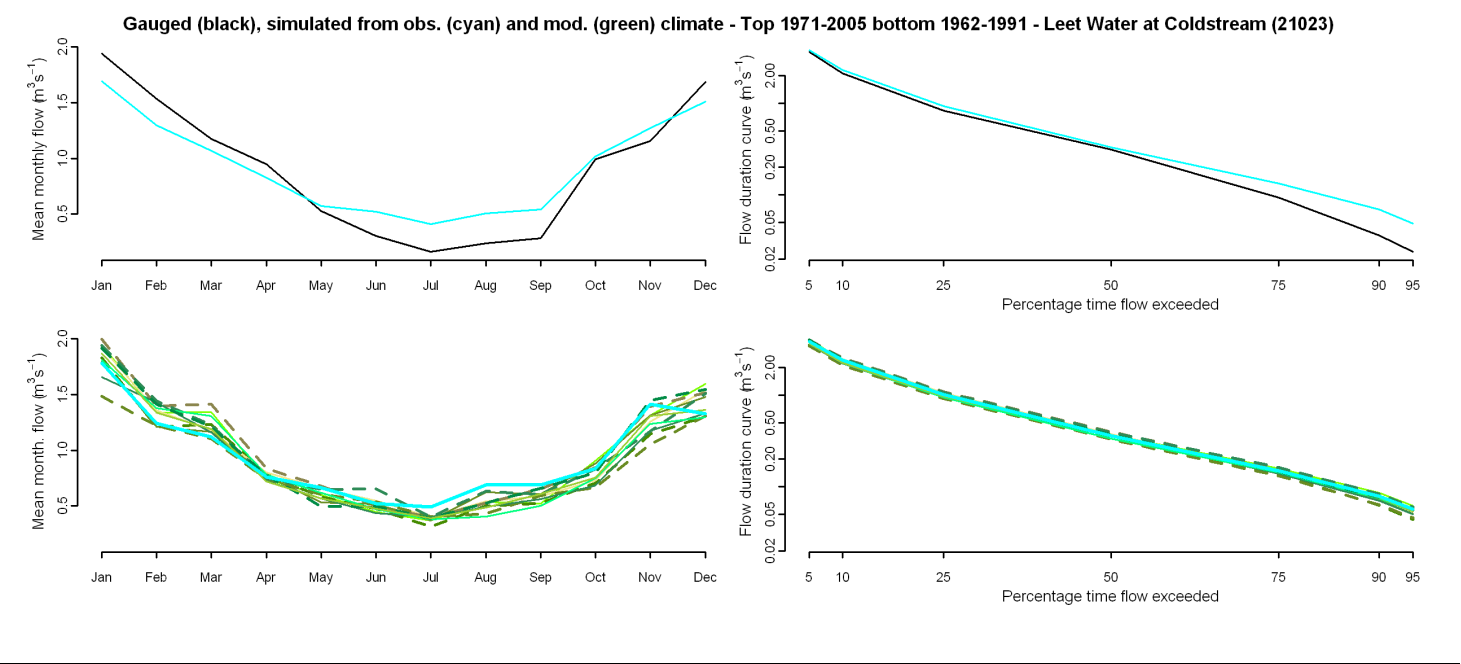 Gauged (black), simulated from obs. (cyan) and mod. (green) climate - Top 1971-2005 bottom 1962-1991 - Leet Water at Coldstream (21023)
Mean monthly flow (m³s⁻¹)
0.5 1.0 1.5 2.0
Jan Feb Mar Apr May Jun Jul Aug Sep Oct Nov Dec
Flow duration curve (m³s⁻¹)
0.02 0.05 0.20 0.50 2.00
5 10 25 50 75 90 95
Percentage time flow exceeded
Mean month. flow (m³s⁻¹)
0.5 1.0 1.5 2.0
Jan Feb Mar Apr May Jun Jul Aug Sep Oct Nov Dec
Flow duration curve (m³s⁻¹)
0.02 0.05 0.20 0.50 2.00
5 10 25 50 75 90 95
Percentage time flow exceeded